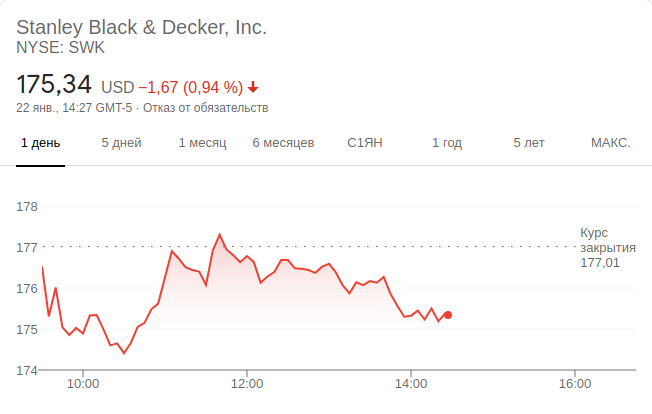 Stanley Black & Decker, Inc.
NYSE: SWK
175,34 USD −1,67 (0,94 %)
22 янв., 14:27 GMT-5 · Отказ от обязательств
1 день 5 дней 1 месяц 6 месяцев С1ЯН 1 год 5 лет МАКС.
178
177
176
175
174
Курс
закрытия
177,01
10:00 12:00 14:00 16:00